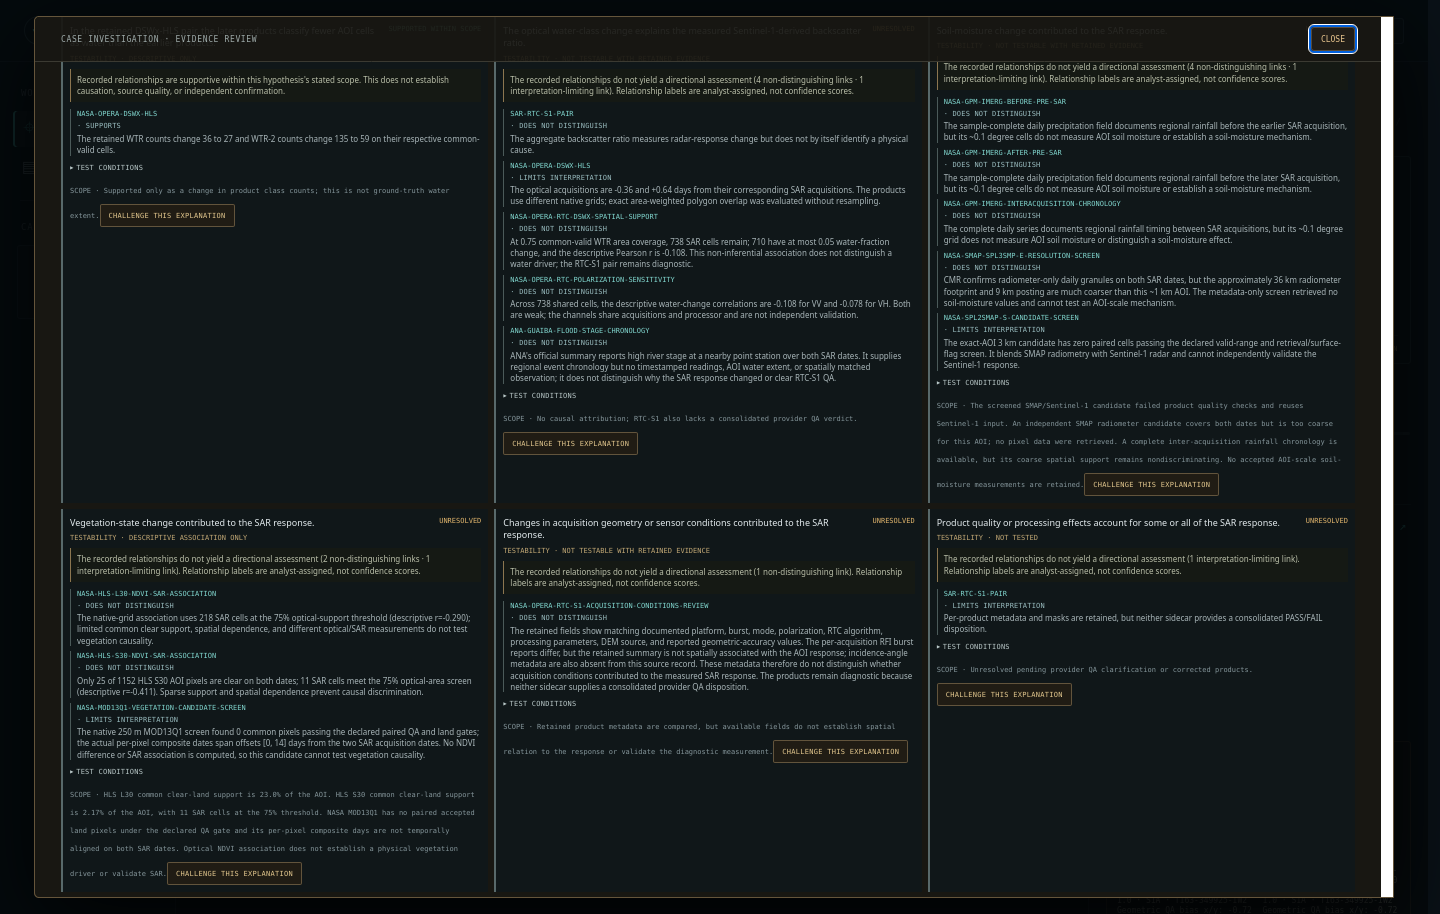 CASE INVESTIGATION · EVIDENCE REVIEW
CLOSE
Recorded relationships are supportive within this hypothesis's stated scope. This does not establish
causation, source quality, or independent confirmation.
NASA-OPERA-DSWX-HLS
· SUPPORTS
The retained WTR counts change 36 to 27 and WTR-2 counts change 135 to 59 on their respective common-
valid cells.
▸ TEST CONDITIONS
SCOPE · Supported only as a change in product class counts; this is not ground-truth water
extent.
CHALLENGE THIS EXPLANATION
The recorded relationships do not yield a directional assessment (4 non-distinguishing links · 1
interpretation-limiting link). Relationship labels are analyst-assigned, not confidence scores.
SAR-RTC-S1-PAIR
· DOES NOT DISTINGUISH
The aggregate backscatter ratio measures radar-response change but does not by itself identify a physical
cause.
NASA-OPERA-DSWX-HLS
· LIMITS INTERPRETATION
The optical acquisitions are -0.36 and +0.64 days from their corresponding SAR acquisitions. The products
use different native grids; exact area-weighted polygon overlap was evaluated without resampling.
NASA-OPERA-RTC-DSWX-SPATIAL-SUPPORT
· DOES NOT DISTINGUISH
At 0.75 common-valid WTR area coverage, 738 SAR cells remain; 710 have at most 0.05 water-fraction
change, and the descriptive Pearson r is -0.108. This non-inferential association does not distinguish a
water driver; the RTC-S1 pair remains diagnostic.
NASA-OPERA-RTC-POLARIZATION-SENSITIVITY
· DOES NOT DISTINGUISH
Across 738 shared cells, the descriptive water-change correlations are -0.108 for VV and -0.078 for VH. Both
are weak; the channels share acquisitions and processor and are not independent validation.
ANA-GUAIBA-FLOOD-STAGE-CHRONOLOGY
· DOES NOT DISTINGUISH
ANA's official summary reports high river stage at a nearby point station over both SAR dates. It supplies
regional event chronology but no timestamped readings, AOI water extent, or spatially matched
observation; it does not distinguish why the SAR response changed or clear RTC-S1 QA.
▸ TEST CONDITIONS
SCOPE · No causal attribution; RTC-S1 also lacks a consolidated provider QA verdict.
CHALLENGE THIS EXPLANATION
The recorded relationships do not yield a directional assessment (4 non-distinguishing links · 1
interpretation-limiting link). Relationship labels are analyst-assigned, not confidence scores.
NASA-GPM-IMERG-BEFORE-PRE-SAR
· DOES NOT DISTINGUISH
The sample-complete daily precipitation field documents regional rainfall before the earlier SAR acquisition,
but its ~0.1 degree cells do not measure AOI soil moisture or establish a soil-moisture mechanism.
NASA-GPM-IMERG-AFTER-PRE-SAR
· DOES NOT DISTINGUISH
The sample-complete daily precipitation field documents regional rainfall before the later SAR acquisition,
but its ~0.1 degree cells do not measure AOI soil moisture or establish a soil-moisture mechanism.
NASA-GPM-IMERG-INTERACQUISITION-CHRONOLOGY
· DOES NOT DISTINGUISH
The complete daily series documents regional rainfall timing between SAR acquisitions, but its ~0.1 degree
grid does not measure AOI soil moisture or distinguish a soil-moisture effect.
NASA-SMAP-SPL3SMP-E-RESOLUTION-SCREEN
· DOES NOT DISTINGUISH
CMR confirms radiometer-only daily granules on both SAR dates, but the approximately 36 km radiometer
footprint and 9 km posting are much coarser than this ~1 km AOI. The metadata-only screen retrieved no
soil-moisture values and cannot test an AOI-scale mechanism.
NASA-SPL2SMAP-S-CANDIDATE-SCREEN
· LIMITS INTERPRETATION
The exact-AOI 3 km candidate has zero paired cells passing the declared valid-range and retrieval/surface-
flag screen. It blends SMAP radiometry with Sentinel-1 radar and cannot independently validate the
Sentinel-1 response.
▸ TEST CONDITIONS
SCOPE · The screened SMAP/Sentinel-1 candidate failed product quality checks and reuses
Sentinel-1 input. An independent SMAP radiometer candidate covers both dates but is too coarse
for this AOI; no pixel data were retrieved. A complete inter-acquisition rainfall chronology is
available, but its coarse spatial support remains nondiscriminating. No accepted AOI-scale soil-
moisture measurements are retained.
CHALLENGE THIS EXPLANATION
Vegetation-state change contributed to the SAR response.
UNRESOLVED
TESTABILITY · DESCRIPTIVE ASSOCIATION ONLY
The recorded relationships do not yield a directional assessment (2 non-distinguishing links · 1
interpretation-limiting link). Relationship labels are analyst-assigned, not confidence scores.
NASA-HLS-L30-NDVI-SAR-ASSOCIATION
· DOES NOT DISTINGUISH
The native-grid association uses 218 SAR cells at the 75% optical-support threshold (descriptive r=-0.290);
limited common clear support, spatial dependence, and different optical/SAR measurements do not test
vegetation causality.
NASA-HLS-S30-NDVI-SAR-ASSOCIATION
· DOES NOT DISTINGUISH
Only 25 of 1152 HLS S30 AOI pixels are clear on both dates; 11 SAR cells meet the 75% optical-area screen
(descriptive r=-0.411). Sparse support and spatial dependence prevent causal discrimination.
NASA-MOD13Q1-VEGETATION-CANDIDATE-SCREEN
· LIMITS INTERPRETATION
The native 250 m MOD13Q1 screen found 0 common pixels passing the declared paired QA and land gates;
the actual per-pixel composite dates span offsets [0, 14] days from the two SAR acquisition dates. No NDVI
difference or SAR association is computed, so this candidate cannot test vegetation causality.
▸ TEST CONDITIONS
SCOPE · HLS L30 common clear-land support is 23.0% of the AOI. HLS S30 common clear-land support
is 2.17% of the AOI, with 11 SAR cells at the 75% threshold. NASA MOD13Q1 has no paired accepted
land pixels under the declared QA gate and its per-pixel composite days are not temporally
aligned on both SAR dates. Optical NDVI association does not establish a physical vegetation
driver or validate SAR.
CHALLENGE THIS EXPLANATION
Changes in acquisition geometry or sensor conditions contributed to the SAR
response.
UNRESOLVED
TESTABILITY · NOT TESTABLE WITH RETAINED EVIDENCE
The recorded relationships do not yield a directional assessment (1 non-distinguishing link). Relationship
labels are analyst-assigned, not confidence scores.
NASA-OPERA-RTC-S1-ACQUISITION-CONDITIONS-REVIEW
· DOES NOT DISTINGUISH
The retained fields show matching documented platform, burst, mode, polarization, RTC algorithm,
processing parameters, DEM source, and reported geometric-accuracy values. The per-acquisition RFI burst
reports differ, but the retained summary is not spatially associated with the AOI response; incidence-angle
metadata are also absent from this source record. These metadata therefore do not distinguish whether
acquisition conditions contributed to the measured SAR response. The products remain diagnostic because
neither sidecar supplies a consolidated provider QA disposition.
▸ TEST CONDITIONS
SCOPE · Retained product metadata are compared, but available fields do not establish spatial
relation to the response or validate the diagnostic measurement.
CHALLENGE THIS EXPLANATION
Product quality or processing effects account for some or all of the SAR response.
UNRESOLVED
TESTABILITY · NOT TESTED
The recorded relationships do not yield a directional assessment (1 interpretation-limiting link).
Relationship labels are analyst-assigned, not confidence scores.
SAR-RTC-S1-PAIR
· LIMITS INTERPRETATION
Per-product metadata and masks are retained, but neither sidecar provides a consolidated PASS/FAIL
disposition.
▸ TEST CONDITIONS
SCOPE · Unresolved pending provider QA clarification or corrected products.
CHALLENGE THIS EXPLANATION